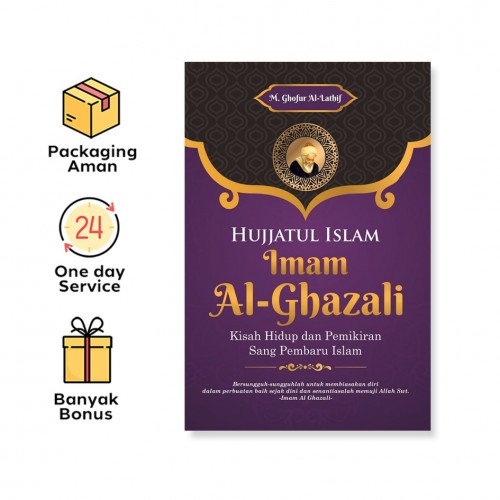 Packaging
Aman
24
One day
Service
Banyak
Bonus
M. Ghofur Al-Lathif
HUJJATUL ISLAM
Imam
Al-Ghazali
Kisah Hidup dan Pemikiran
Sang Pembaru Islam
Bersungguh-sungguhlah untuk membiasakan diri
dalam perbuatan baik sejak dini dan senantiasalah memuji Allah Swt.
-Imam Al Ghazali-